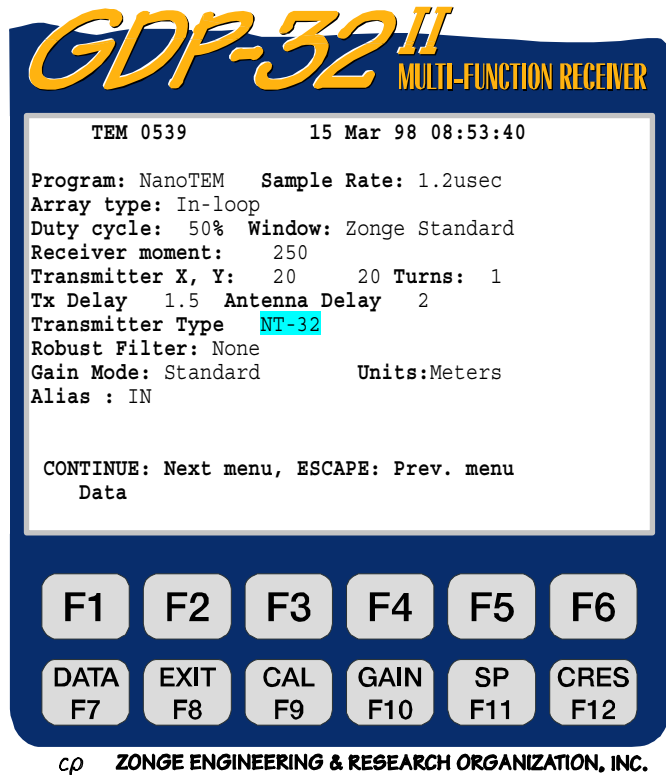 GDP-32 II
MULTI-FUNCTION RECEIVER
TEM 0539 15 Mar 98 08:53:40
Program: NanoTEM Sample Rate: 1.2usec
Array type: In-loop
Duty cycle: 50% Window: Zonge Standard
Receiver moment: 250
Transmitter X, Y: 20 20 Turns: 1
Tx Delay 1.5 Antenna Delay 2
Transmitter Type NT-32
Robust Filter: None
Gain Mode: Standard Units:Meters
Alias : IN
CONTINUE: Next menu, ESCAPE: Prev. menu
Data
F1 F2 F3 F4 F5 F6
DATA EXIT CAL GAIN SP CRES
F7 F8 F9 F10 F11 F12
cρ ZONGE ENGINEERING & RESEARCH ORGANIZATION, INC.